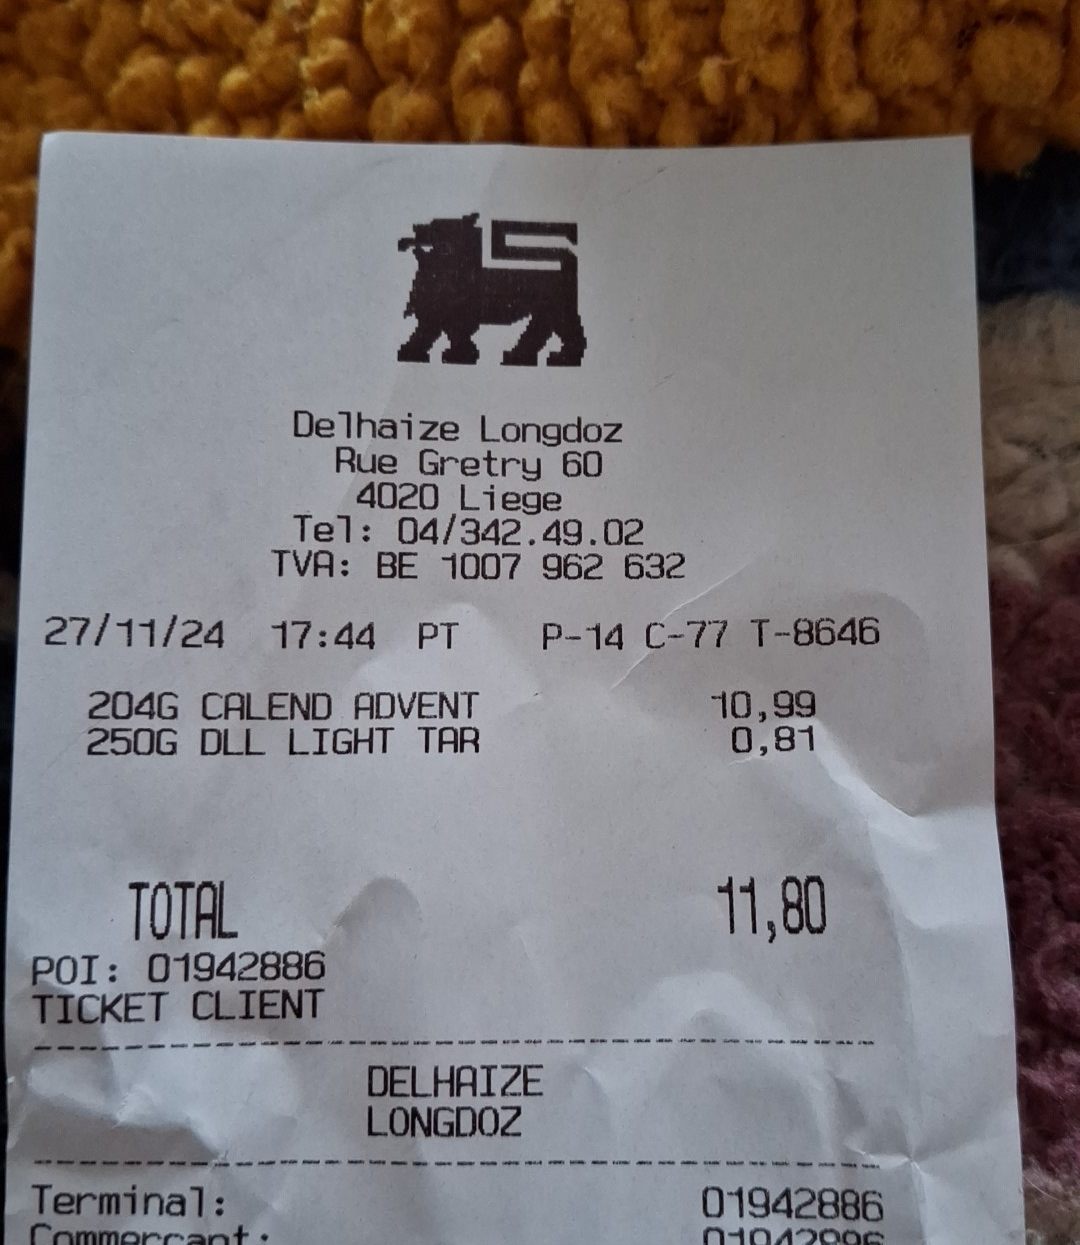 Delhaize Longdoz
Rue Gretry 60
4020 Liege
Tel: 04/342.49.02
TVA: BE 1007 962 632
27/11/24 17:44 PT P-14 C-77 T-8646
204G CALEND ADVENT 10,99
250G DLL LIGHT TAR 0,81
TOTAL 11,80
POI: 01942886
TICKET CLIENT
DELHAIZE
LONGDOZ
Terminal: 01942886
Commercant: